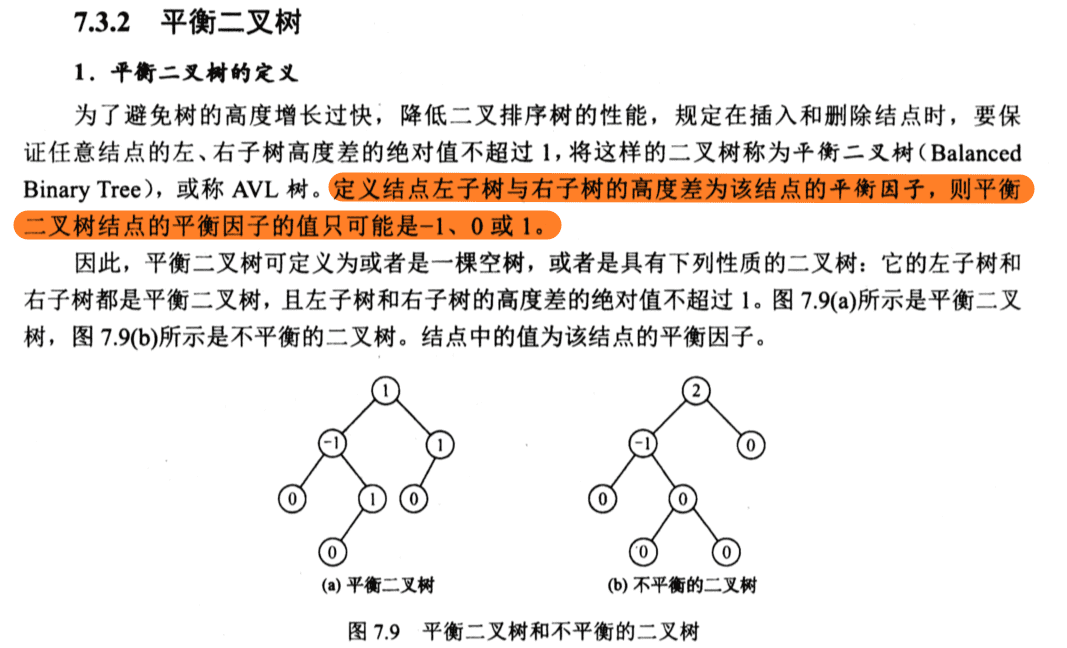 7.3.2 平衡二叉树
1．平衡二叉树的定义
为了避免树的高度增长过快，降低二叉排序树的性能，规定在插入和删除结点时，要保
证任意结点的左、右子树高度差的绝对值不超过 1，将这样的二叉树称为平衡二叉树（Balanced
Binary Tree），或称 AVL 树。定义结点左子树与右子树的高度差为该结点的平衡因子，则平衡
二叉树结点的平衡因子的值只可能是−1、0 或 1。
因此，平衡二叉树可定义为或者是一棵空树，或者是具有下列性质的二叉树：它的左子树和
右子树都是平衡二叉树，且左子树和右子树的高度差的绝对值不超过 1。图 7.9(a)所示是平衡二叉
树，图 7.9(b)所示是不平衡的二叉树。结点中的值为该结点的平衡因子。
1 2
−1 1 −1 0
0 1 0 0 0
0 0 0
(a) 平衡二叉树 (b) 不平衡的二叉树
图 7.9 平衡二叉树和不平衡的二叉树